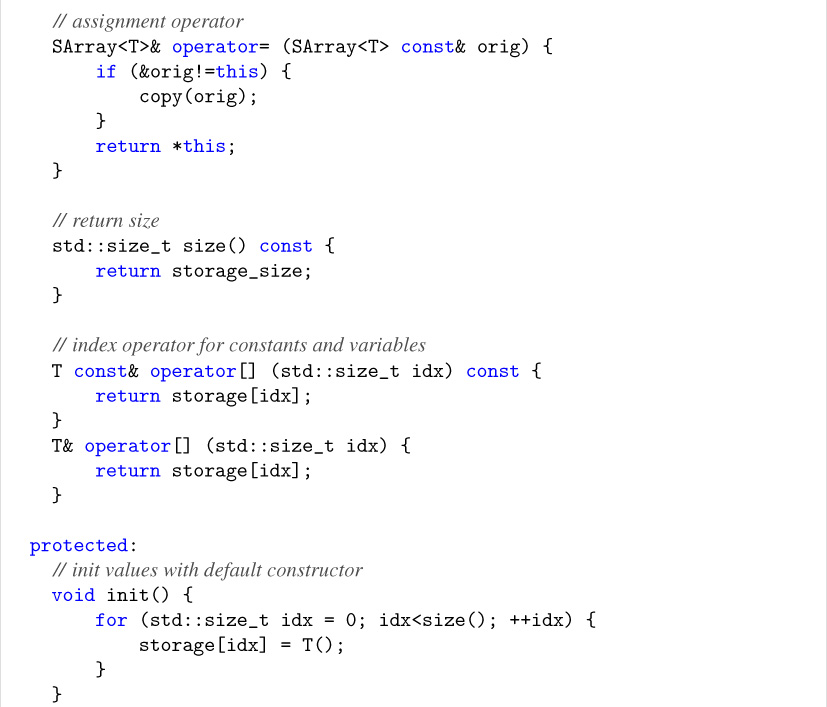 // assignment operator
SArray<T>& operator= (SArray<T> const& orig) {
if (&orig!=this) {
copy(orig);
}
return *this;
}
// return size
std::size_t size() const {
return storage_size;
}
// index operator for constants and variables
T const& operator[] (std::size_t idx) const {
return storage[idx];
}
T& operator[] (std::size_t idx) {
return storage[idx];
}
protected:
// init values with default constructor
void init() {
for (std::size_t idx = 0; idx<size(); ++idx) {
storage[idx] = T();
}
}